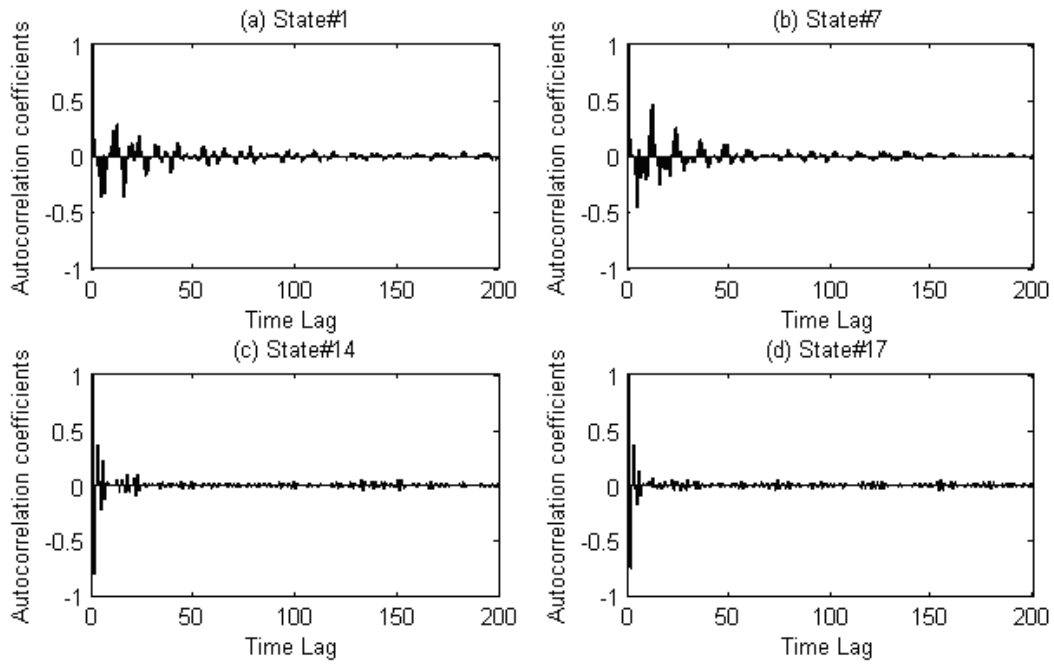 (a) State#1
Autocorrelation coefficients
1
0.5
0
-0.5
-1
0 50 100 150 200
Time Lag
(b) State#7
Autocorrelation coefficients
1
0.5
0
-0.5
-1
0 50 100 150 200
Time Lag
(c) State#14
Autocorrelation coefficients
1
0.5
0
-0.5
-1
0 50 100 150 200
Time Lag
(d) State#17
Autocorrelation coefficients
1
0.5
0
-0.5
-1
0 50 100 150 200
Time Lag